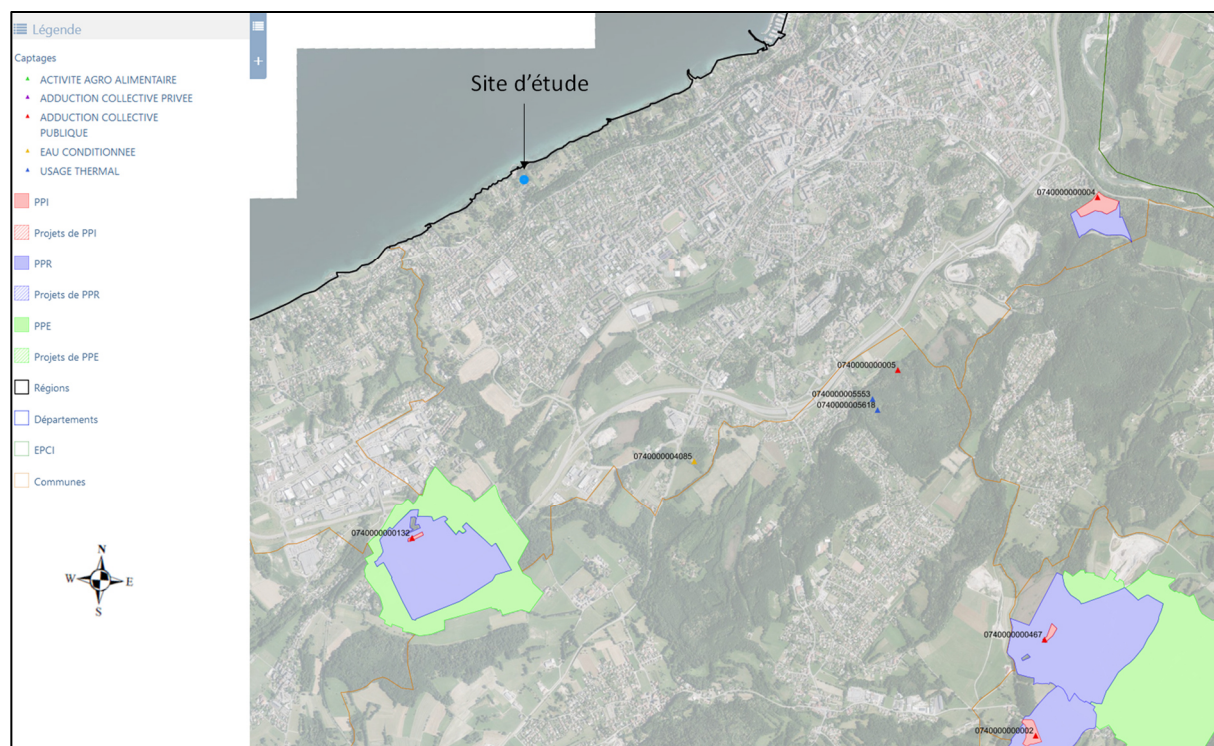 Légende
Captages
ACTIVITE AGRO ALIMENTAIRE
ADDUCTION COLLECTIVE PRIVEE
ADDUCTION COLLECTIVE
PUBLIQUE
EAU CONDITIONNEE
USAGE THERMAL
PPI
Projets de PPI
PPR
Projets de PPR
PPE
Projets de PPE
Régions
Départements
EPCI
Communes
N
W E
S
+
Site d'étude
0740000000004
0740000000005
0740000005553
0740000005618
0740000004085
0740000000132
0740000000467
0740000000002